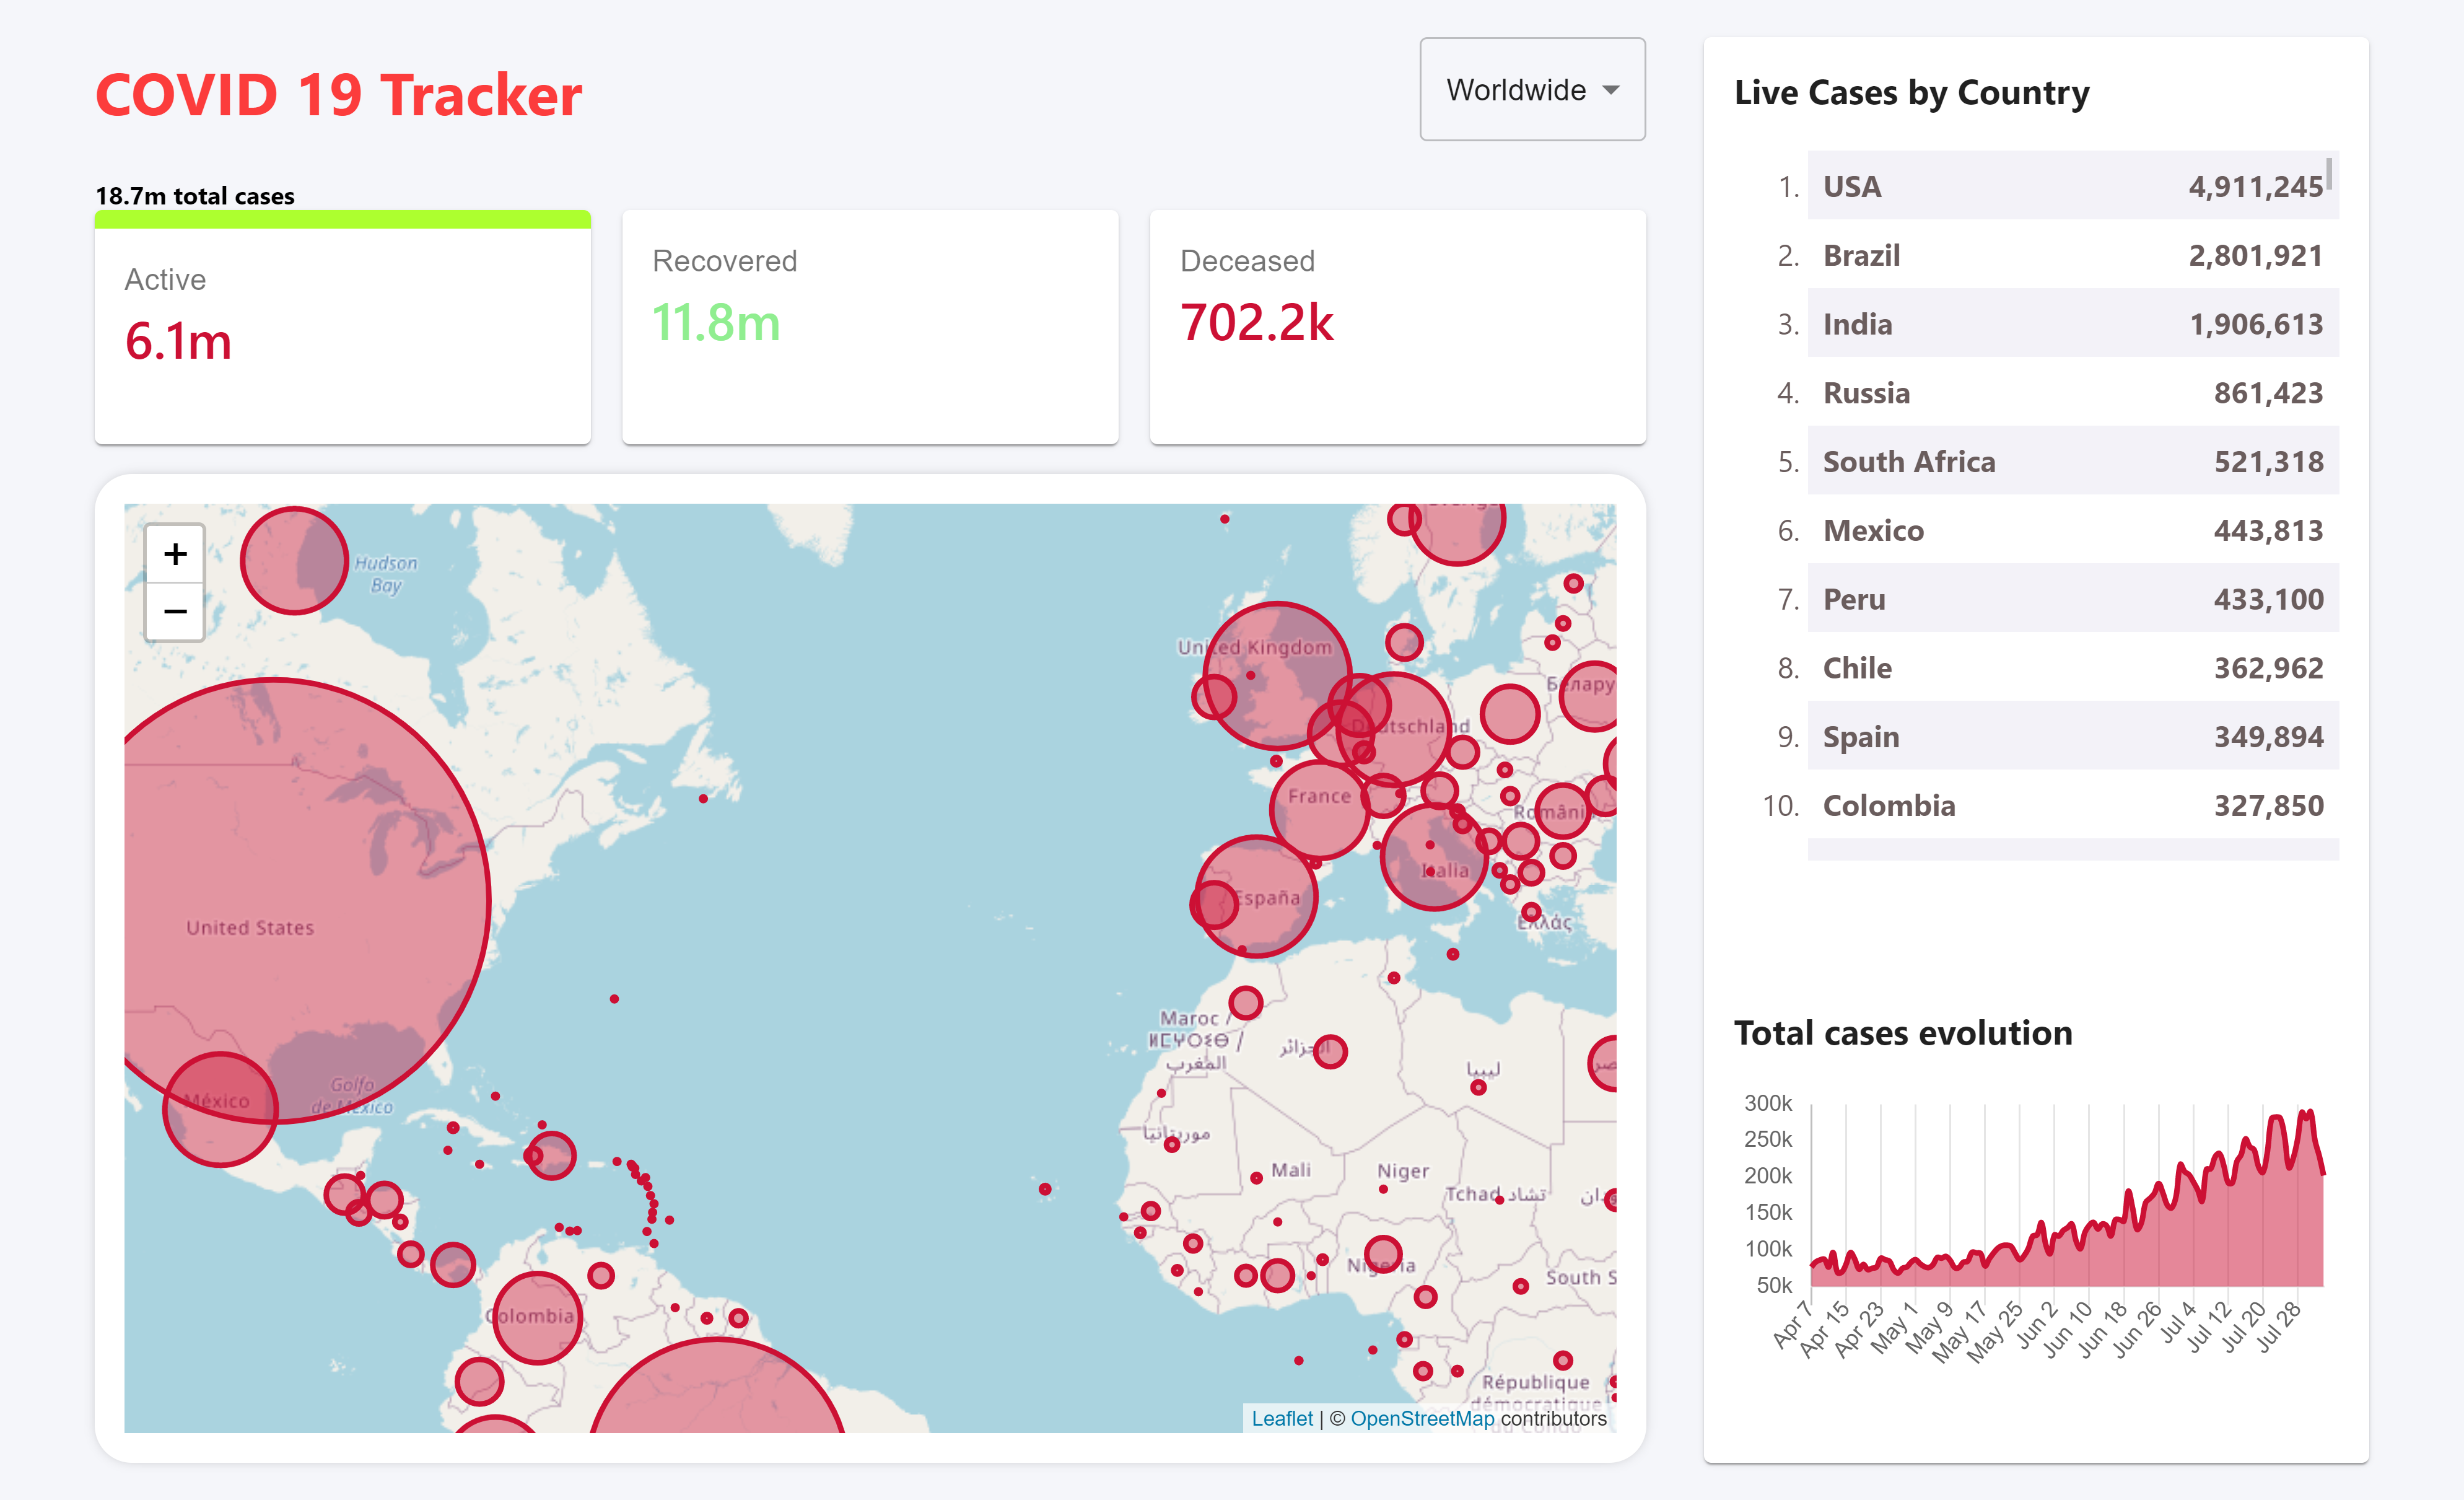 COVID 19 Tracker
Worldwide
18.7m total cases
Active
6.1m
Recovered
11.8m
Deceased
702.2k
+
−
Hudson
Bay
United Kingdom
Беларусь
Deutschland
France
România
Italia
España
Ελλάς
United States
México
Golfo
de México
Maroc /
ⵍⵎⵖⵔⵉⴱ /
المغرب
الجزائر
ليبيا
موريتانيا
Mali
Niger
Tchad تشاد
Nigeria
South S
Colombia
République
démocratique
du Congo
Leaflet | © OpenStreetMap contributors
Live Cases by Country
1. USA 4,911,245
2. Brazil 2,801,921
3. India 1,906,613
4. Russia 861,423
5. South Africa 521,318
6. Mexico 443,813
7. Peru 433,100
8. Chile 362,962
9. Spain 349,894
10. Colombia 327,850
Total cases evolution
300k
250k
200k
150k
100k
50k
Apr 7
Apr 15
Apr 23
May 1
May 9
May 17
May 25
Jun 2
Jun 10
Jun 18
Jun 26
Jul 4
Jul 12
Jul 20
Jul 28